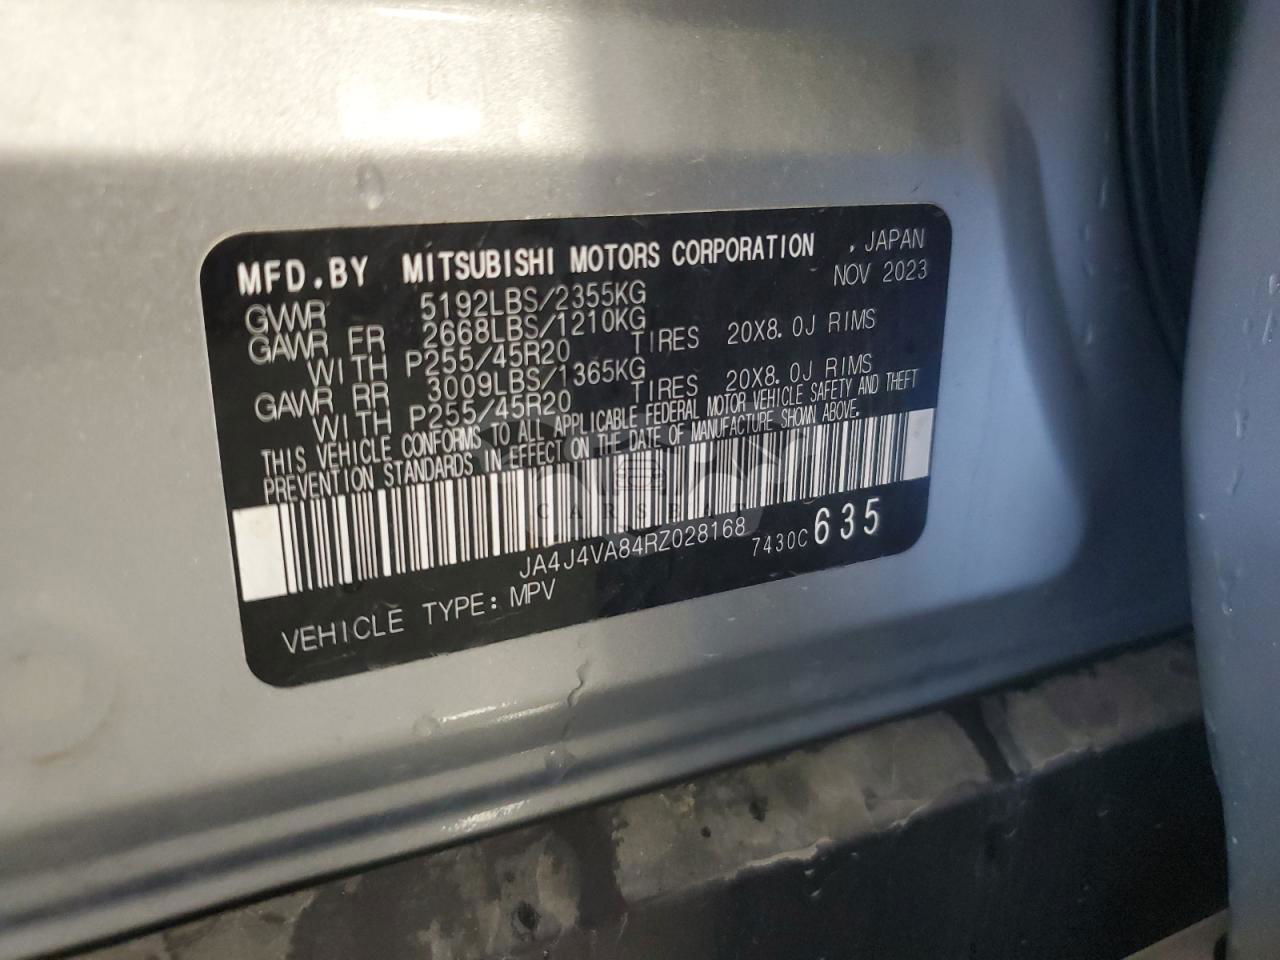 MFD.BY MITSUBISHI MOTORS CORPORATION , JAPAN
NOV 2023
GVWR 5192LBS/2355KG
GAWR FR 2668LBS/1210KG
WITH P255/45R20 TIRES 20X8.0J RIMS
GAWR RR 3009LBS/1365KG
WITH P255/45R20 TIRES 20X8.0J RIMS
THIS VEHICLE CONFORMS TO ALL APPLICABLE FEDERAL MOTOR VEHICLE SAFETY AND THEFT
PREVENTION STANDARDS IN EFFECT ON THE DATE OF MANUFACTURE SHOWN ABOVE.
CARSBAT
JA4J4VA84RZ028168 7430C 635
VEHICLE TYPE: MPV